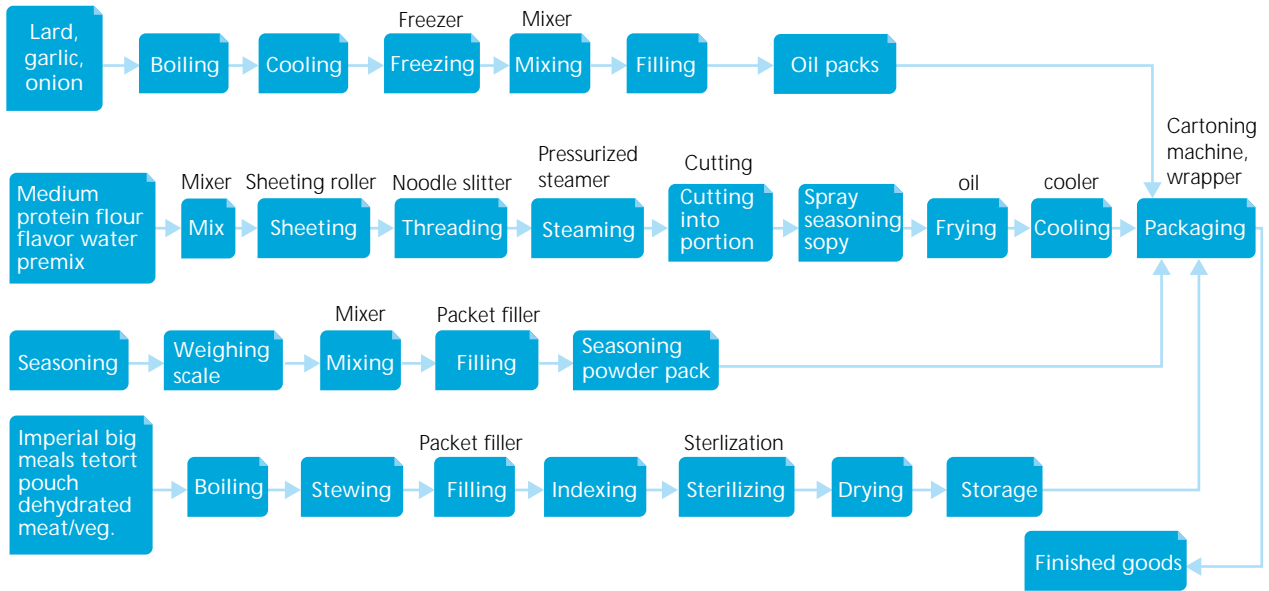 Lard,
garlic,
onion
Boiling
Cooling
Freezer
Freezing
Mixer
Mixing
Filling
Oil packs
Medium
protein flour
flavor water
premix
Mixer
Mix
Sheeting roller
Sheeting
Noodle slitter
Threading
Pressurized
steamer
Steaming
Cutting
Cutting
into
portion
Spray
seasoning
sopy
oil
Frying
cooler
Cooling
Cartoning
machine,
wrapper
Packaging
Seasoning
Weighing
scale
Mixer
Mixing
Packet filler
Filling
Seasoning
powder pack
Imperial big
meals tetort
pouch
dehydrated
meat/veg.
Boiling
Stewing
Packet filler
Filling
Indexing
Sterlization
Sterilizing
Drying
Storage
Finished goods